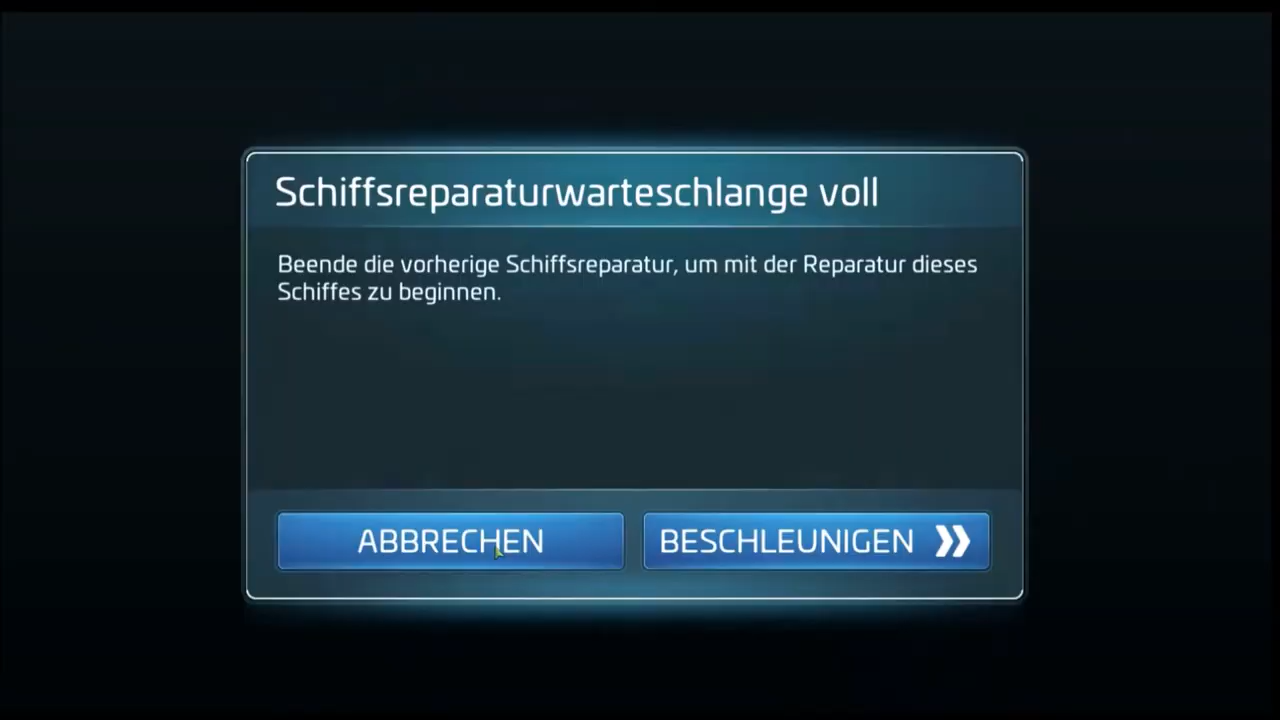 Schiffsreparaturwarteschlange voll
Beende die vorherige Schiffsreparatur, um mit der Reparatur dieses
Schiffes zu beginnen.
ABBRECHEN
BESCHLEUNIGEN